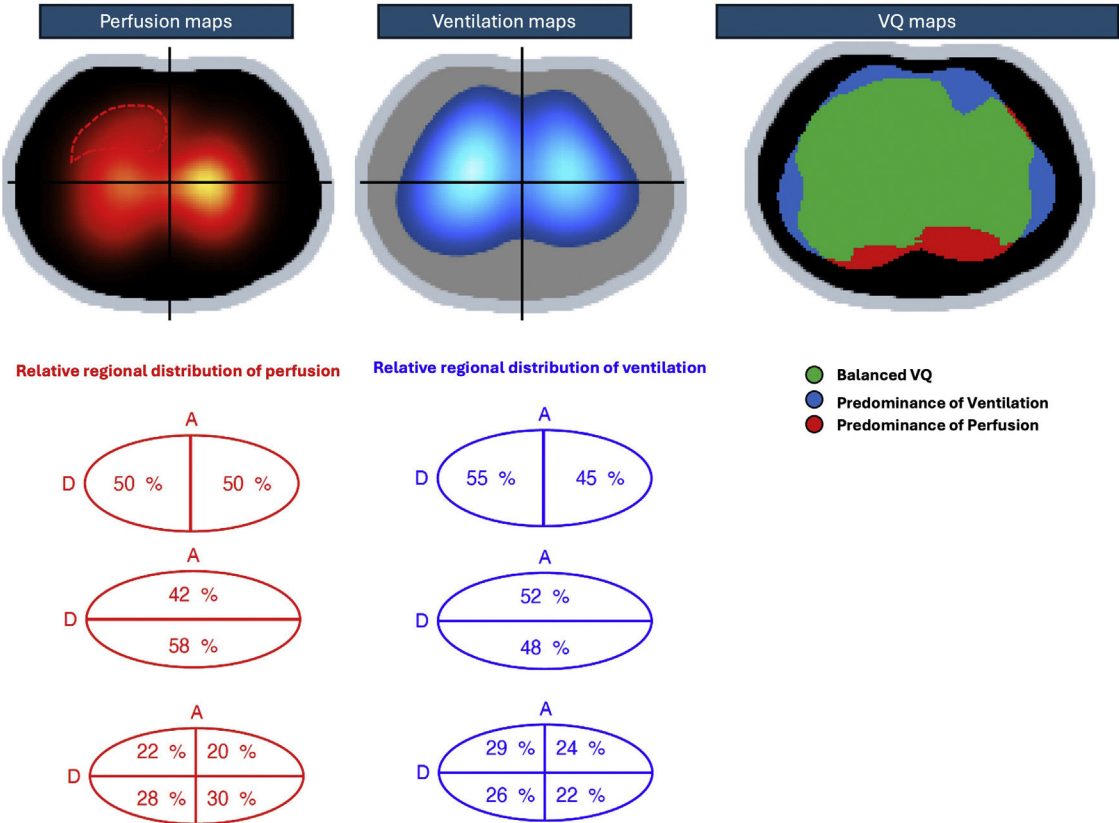 Perfusion maps
Ventilation maps
VQ maps
Relative regional distribution of perfusion
Relative regional distribution of ventilation
Balanced VQ
Predominance of Ventilation
Predominance of Perfusion
A
D
50 %
50 %
A
D
55 %
45 %
A
42 %
D
58 %
A
52 %
D
48 %
A
22 %
20 %
D
28 %
30 %
A
29 %
24 %
D
26 %
22 %